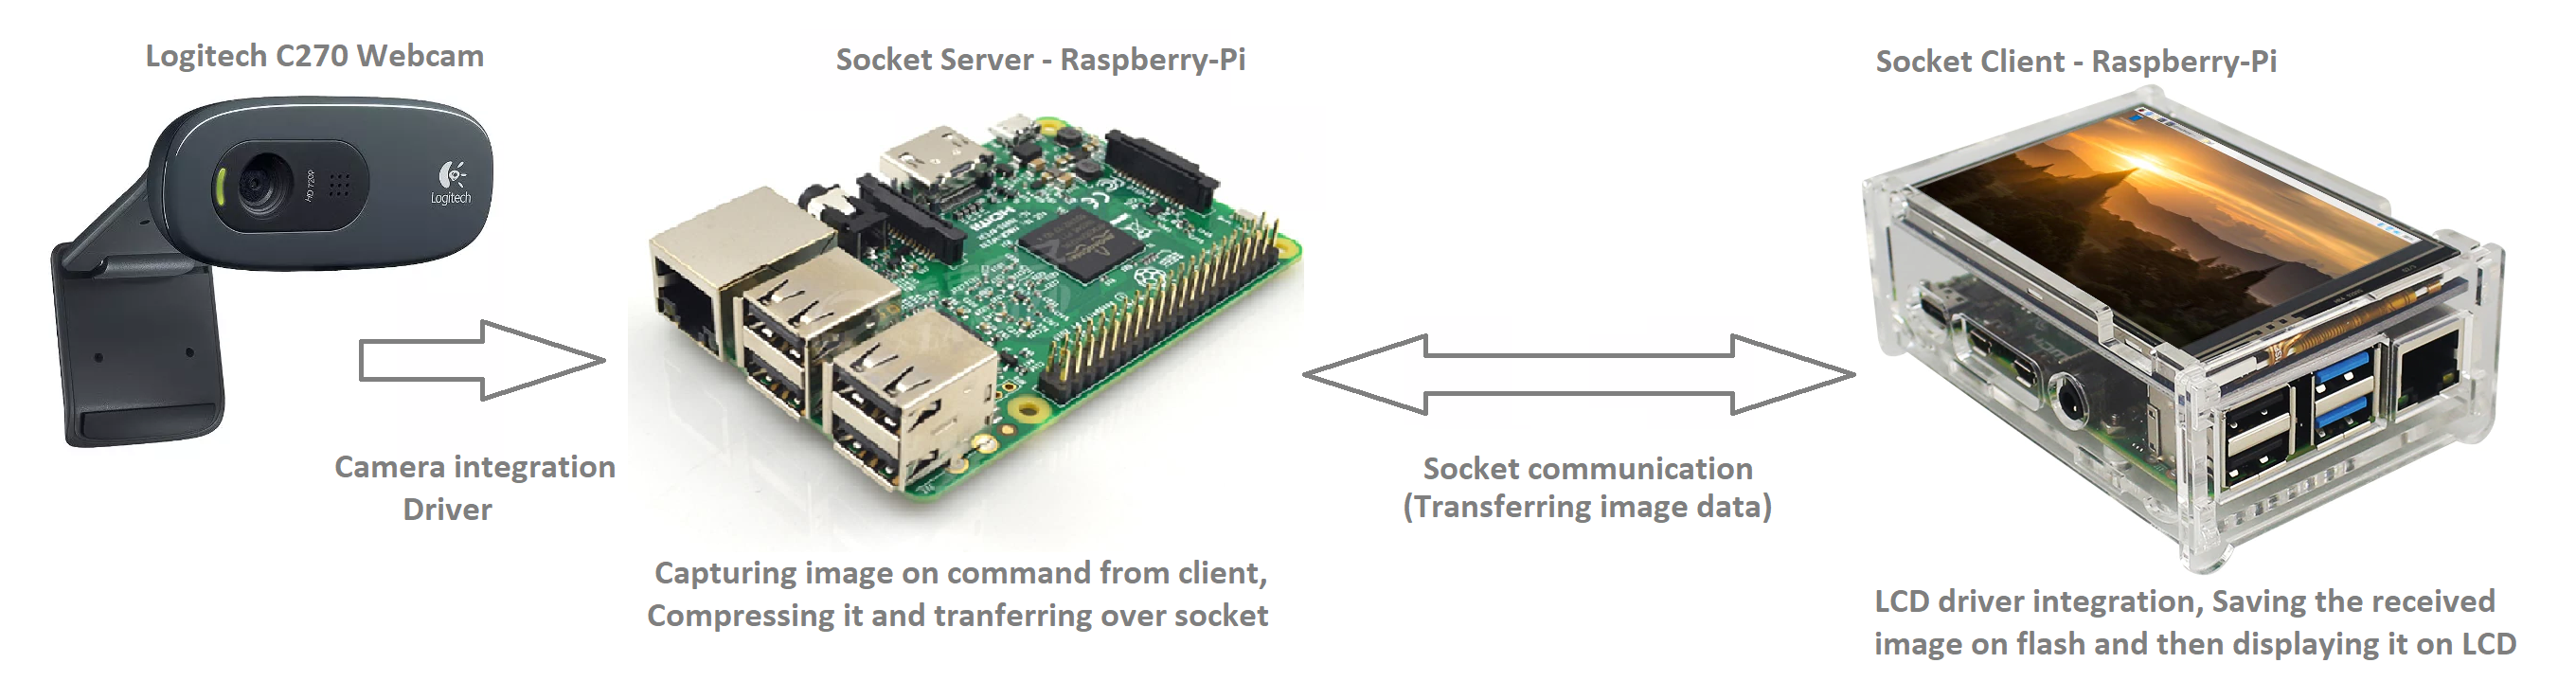 Logitech C270 Webcam
Socket Server - Raspberry-Pi
Socket Client - Raspberry-Pi
HD 720p
Logitech
Camera integration
Driver
Socket communication
(Transferring image data)
Capturing image on command from client,
Compressing it and tranferring over socket
LCD driver integration, Saving the received
image on flash and then displaying it on LCD